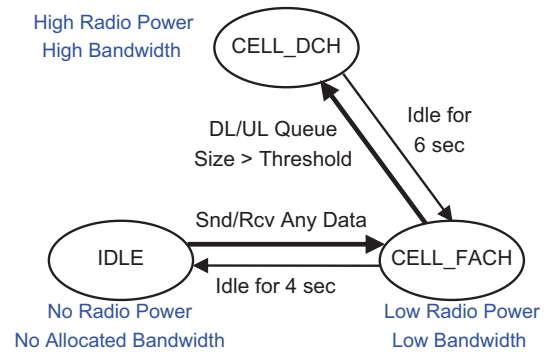 High Radio Power
High Bandwidth
CELL_DCH
Idle for
6 sec
DL/UL Queue
Size > Threshold
Snd/Rcv Any Data
IDLE
CELL_FACH
Idle for 4 sec
No Radio Power
No Allocated Bandwidth
Low Radio Power
Low Bandwidth